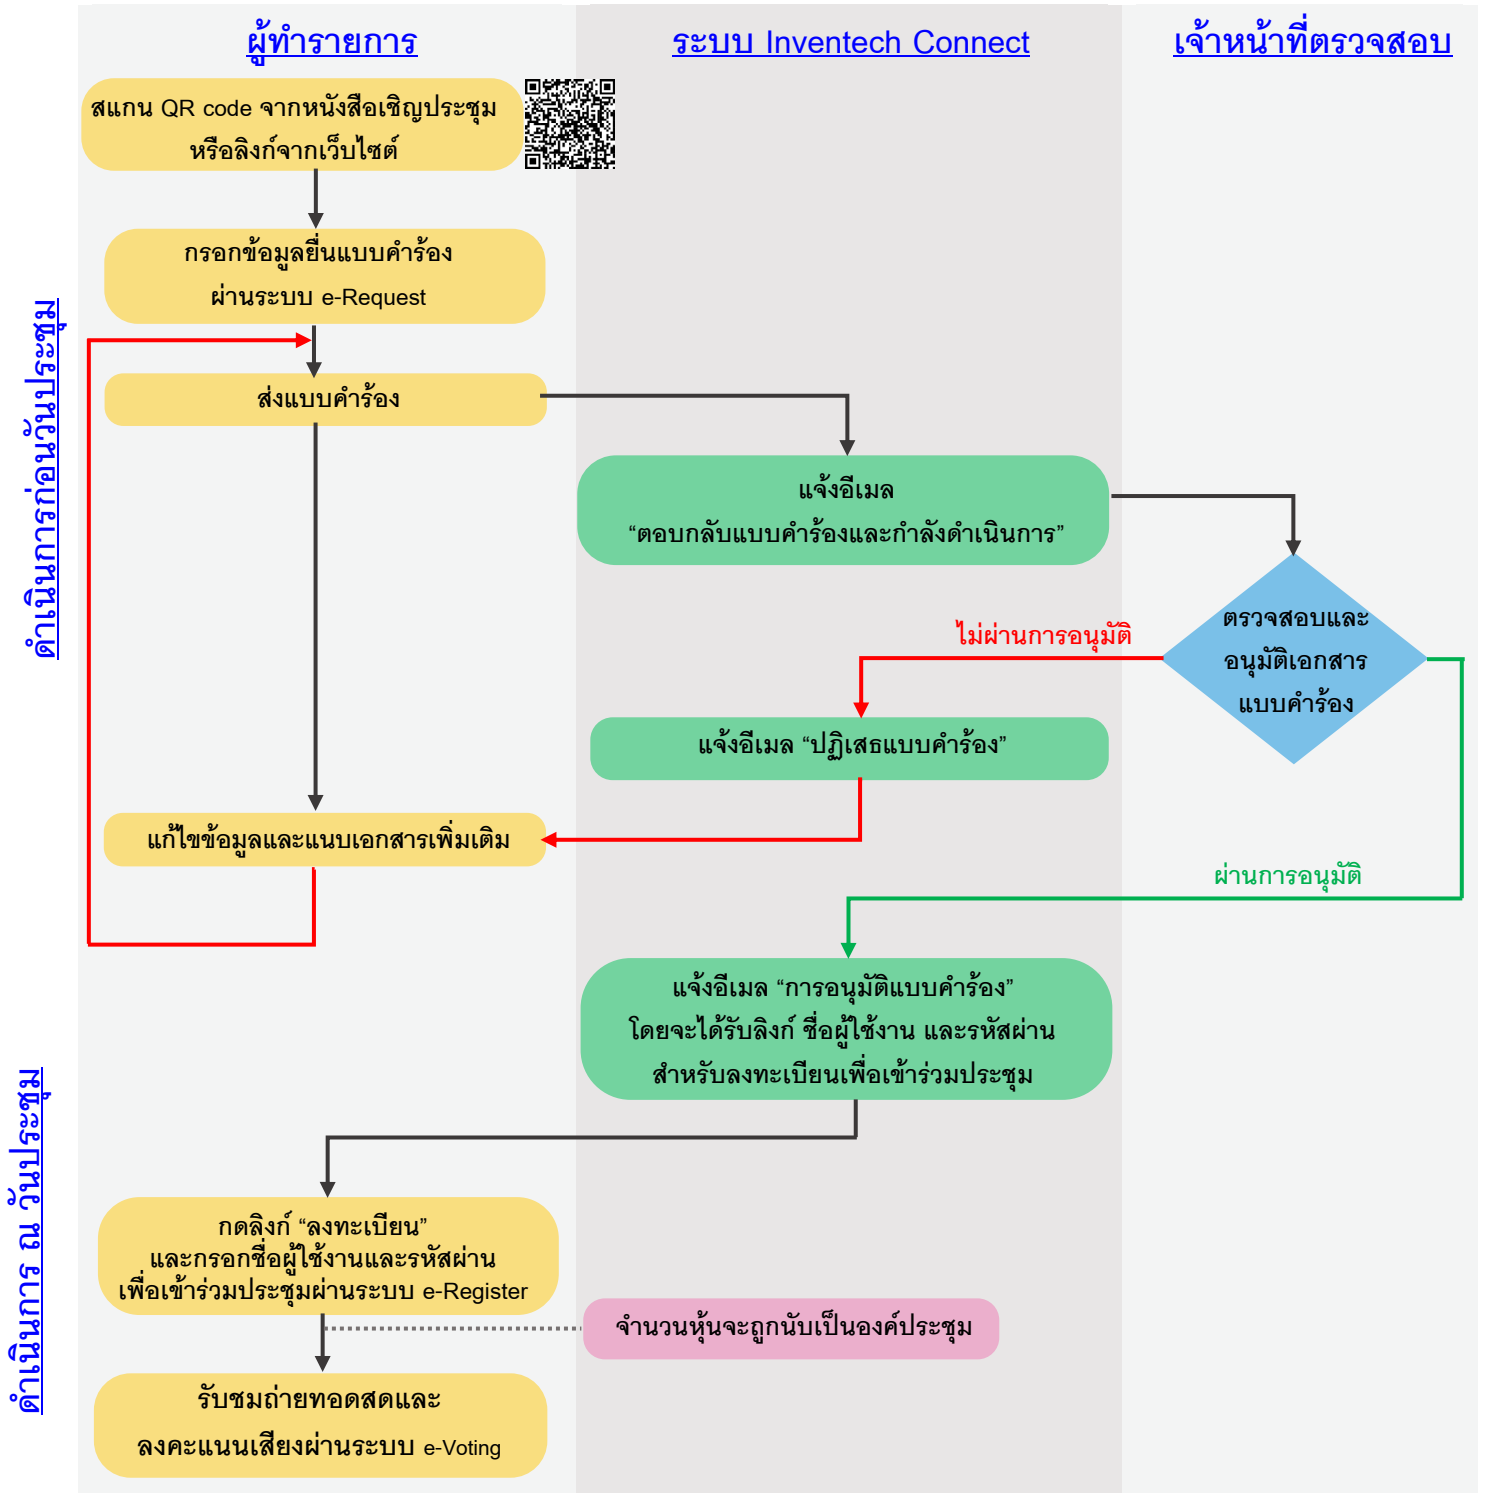 ผู้ทำรายการ
ระบบ Inventech Connect
เจ้าหน้าที่ตรวจสอบ
ดำเนินการก่อนวันประชุม
สแกน QR code จากหนังสือเชิญประชุม
หรือลิงก์จากเว็บไซต์
กรอกข้อมูลยื่นแบบคำร้อง
ผ่านระบบ e-Request
ส่งแบบคำร้อง
แจ้งอีเมล
“ตอบกลับแบบคำร้องและกำลังดำเนินการ”
ตรวจสอบและ
อนุมัติเอกสาร
แบบคำร้อง
ไม่ผ่านการอนุมัติ
แจ้งอีเมล “ปฏิเสธแบบคำร้อง”
แก้ไขข้อมูลและแนบเอกสารเพิ่มเติม
ผ่านการอนุมัติ
แจ้งอีเมล “การอนุมัติแบบคำร้อง”
โดยจะได้รับลิงก์ ชื่อผู้ใช้งาน และรหัสผ่าน
สำหรับลงทะเบียนเพื่อเข้าร่วมประชุม
ดำเนินการ ณ วันประชุม
กดลิงก์ “ลงทะเบียน”
และกรอกชื่อผู้ใช้งานและรหัสผ่าน
เพื่อเข้าร่วมประชุมผ่านระบบ e-Register
จำนวนหุ้นจะถูกนับเป็นองค์ประชุม
รับชมถ่ายทอดสดและ
ลงคะแนนเสียงผ่านระบบ e-Voting